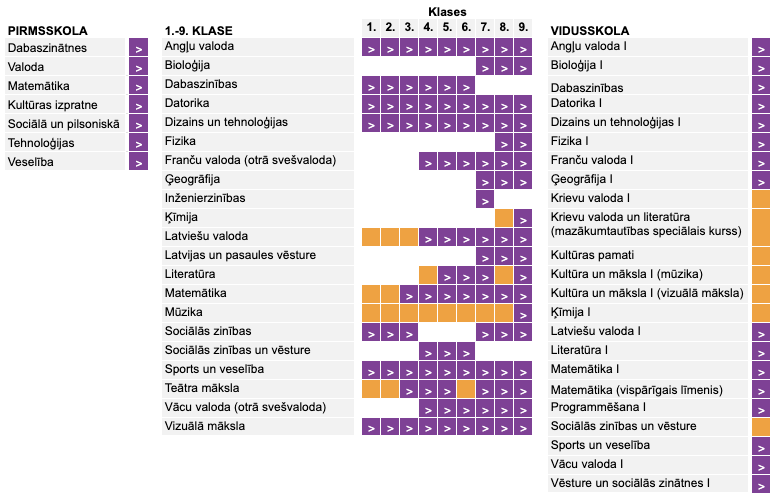 PIRMSSKOLA
Dabaszinātnes >
Valoda >
Matemātika >
Kultūras izpratne >
Sociālā un pilsoniskā >
Tehnoloģijas >
Veselība >
Klases
1.-9. KLASE 1. 2. 3. 4. 5. 6. 7. 8. 9.
Angļu valoda > > > > > > > > >
Bioloģija > > >
Dabaszinības > > > > > >
Datorika > > > > > > > > >
Dizains un tehnoloģijas > > > > > > > > >
Fizika > >
Franču valoda (otrā svešvaloda) > > > > > >
Ģeogrāfija > > >
Inženierzinības >
Ķīmija >
Latviešu valoda > > > > > >
Latvijas un pasaules vēsture > > >
Literatūra > > > >
Matemātika > > > > > > >
Mūzika >
Sociālās zinības > > > > > >
Sociālās zinības un vēsture > > >
Sports un veselība > > > > > > > > >
Teātra māksla > > > > > >
Vācu valoda (otrā svešvaloda) > > > > > >
Vizuālā māksla > > > > > > > > >
VIDUSSKOLA
Angļu valoda I >
Bioloģija I >
Dabaszinības >
Datorika I >
Dizains un tehnoloģijas I >
Fizika I >
Franču valoda I >
Ģeogrāfija I >
Krievu valoda I
Krievu valoda un literatūra
(mazākumtautības speciālais kurss)
Kultūras pamati
Kultūra un māksla I (mūzika) >
Kultūra un māksla I (vizuālā māksla) >
Ķīmija I
Latviešu valoda I >
Literatūra I >
Matemātika I >
Matemātika (vispārīgais līmenis) >
Programmēšana I >
Sociālās zinības un vēsture
Sports un veselība >
Vācu valoda I >
Vēsture un sociālās zinātnes I >